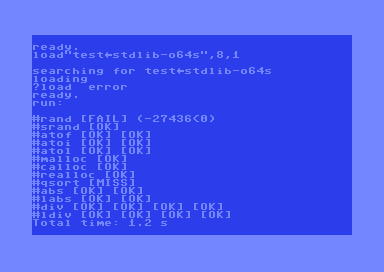 ready.
load"test←stdlib-o64s",8,1
searching for test←stdlib-o64s
loading
?load  error
ready.
run:
#rand [FAIL] (-27436<0)
#srand [OK]
#atof [OK] [OK]
#atoi [OK] [OK]
#atol [OK] [OK]
#malloc [OK]
#calloc [OK]
#realloc [OK]
#qsort [MISS]
#abs [OK] [OK]
#labs [OK] [OK]
#div [OK] [OK] [OK] [OK]
#ldiv [OK] [OK] [OK] [OK]
Total time: 1.2 s